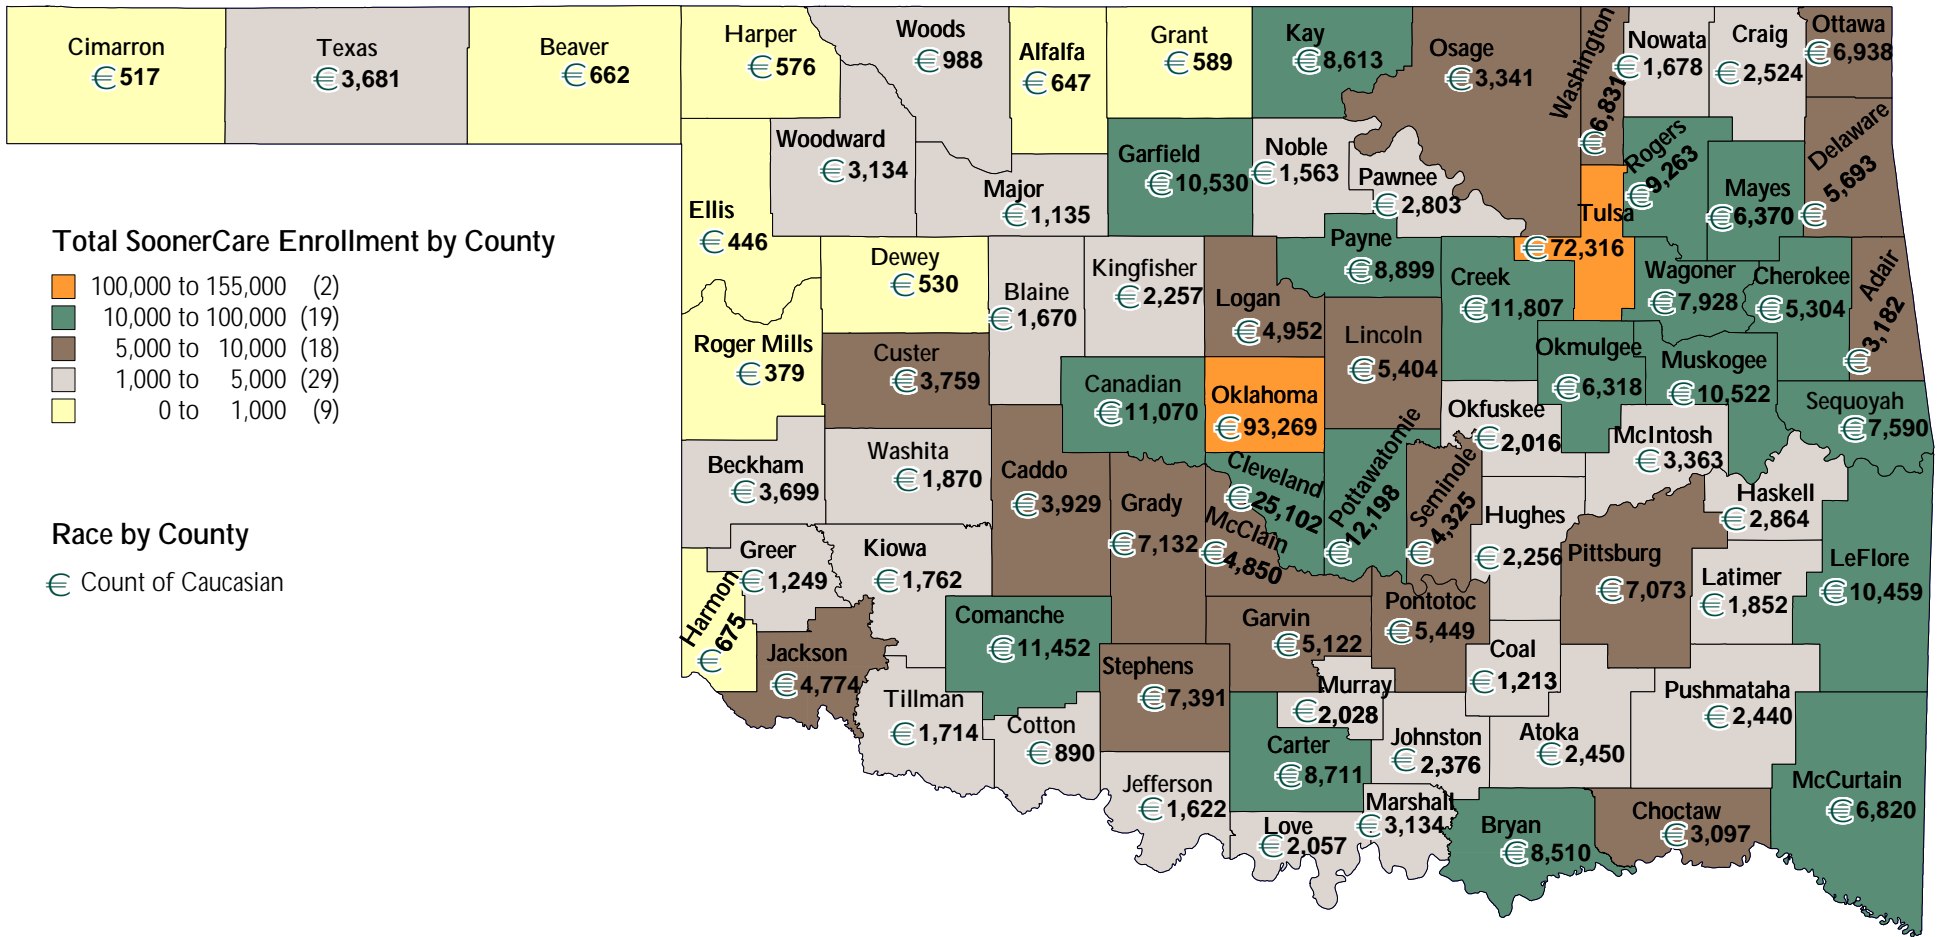 Cimarron
€ 517
Texas
€ 3,681
Beaver
€ 662
Harper
€ 576
Woods
€ 988
Alfalfa
€ 647
Grant
€ 589
Kay
€ 8,613
Osage
€ 3,341
Washington
€ 6,831
Nowata
€ 1,678
Craig
€ 2,524
Ottawa
€ 6,938
Woodward
€ 3,134
Major
€ 1,135
Garfield
€ 10,530
Noble
€ 1,563
Pawnee
€ 2,803
Rogers
€ 9,263
Mayes
€ 6,370
Delaware
€ 5,693
Ellis
€ 446
Tulsa
€ 72,316
Total SoonerCare Enrollment by County
100,000 to 155,000 (2)
10,000 to 100,000 (19)
5,000 to 10,000 (18)
1,000 to 5,000 (29)
0 to 1,000 (9)
Dewey
€ 530
Blaine
€ 1,670
Kingfisher
€ 2,257
Logan
€ 4,952
Payne
€ 8,899
Creek
€ 11,807
Wagoner
€ 7,928
Cherokee
€ 5,304
Adair
€ 3,182
Roger Mills
€ 379
Custer
€ 3,759
Canadian
€ 11,070
Oklahoma
€ 93,269
Lincoln
€ 5,404
Okmulgee
€ 6,318
Muskogee
€ 10,522
Sequoyah
€ 7,590
Okfuskee
€ 2,016
McIntosh
€ 3,363
Beckham
€ 3,699
Washita
€ 1,870
Caddo
€ 3,929
Grady
€ 7,132
Cleveland
€ 25,102
McClain
€ 4,850
Pottawatomie
€ 12,198
Seminole
€ 4,325
Hughes
€ 2,256
Haskell
€ 2,864
Pittsburg
€ 7,073
Latimer
€ 1,852
LeFlore
€ 10,459
Race by County
€ Count of Caucasian
Greer
€ 1,249
Kiowa
€ 1,762
Harmon
€ 675
Jackson
€ 4,774
Comanche
€ 11,452
Stephens
€ 7,391
Garvin
€ 5,122
Pontotoc
€ 5,449
Coal
€ 1,213
Murray
€ 2,028
Tillman
€ 1,714
Cotton
€ 890
Carter
€ 8,711
Johnston
€ 2,376
Atoka
€ 2,450
Pushmataha
€ 2,440
McCurtain
€ 6,820
Jefferson
€ 1,622
Love
€ 2,057
Marshall
€ 3,134
Bryan
€ 8,510
Choctaw
€ 3,097